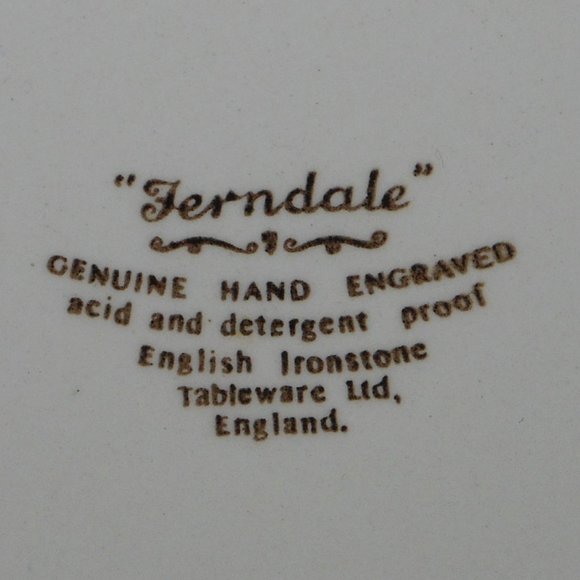 "Ferndale"
GENUINE HAND ENGRAVED
acid and detergent proof
English Ironstone
Tableware Ltd,
England.